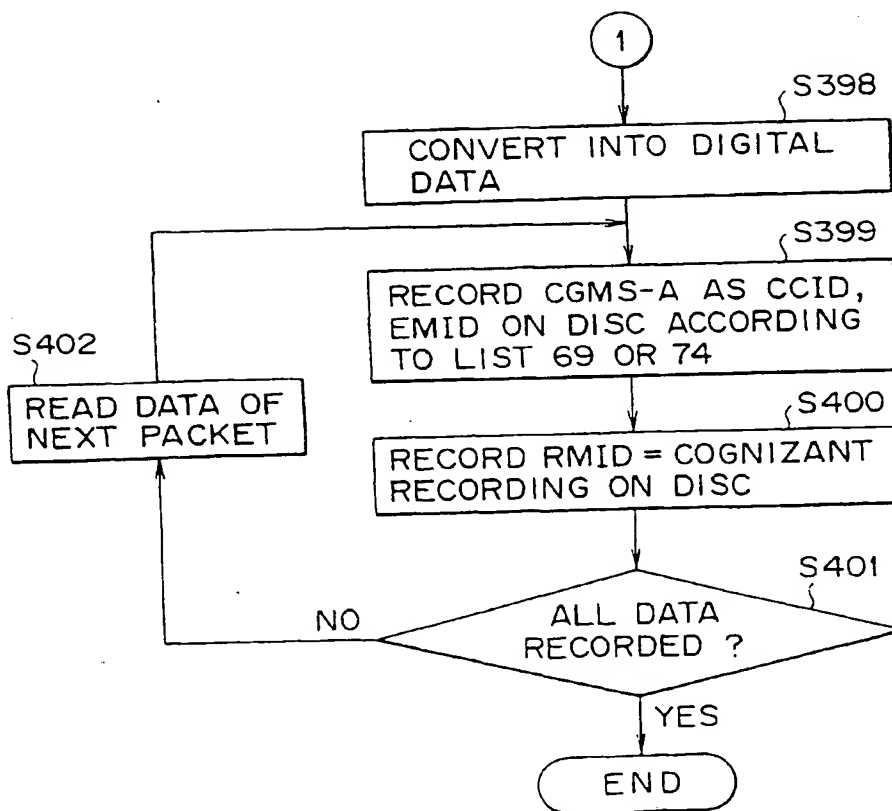 1
S398
CONVERT INTO DIGITAL
DATA
S399
RECORD CGMS-A AS CCID,
EMID ON DISC ACCORDING
TO LIST 69 OR 74
S402
READ DATA OF
NEXT PACKET
S400
RECORD RMID = COGNIZANT
RECORDING ON DISC
S401
ALL DATA
RECORDED ?
NO
YES
END